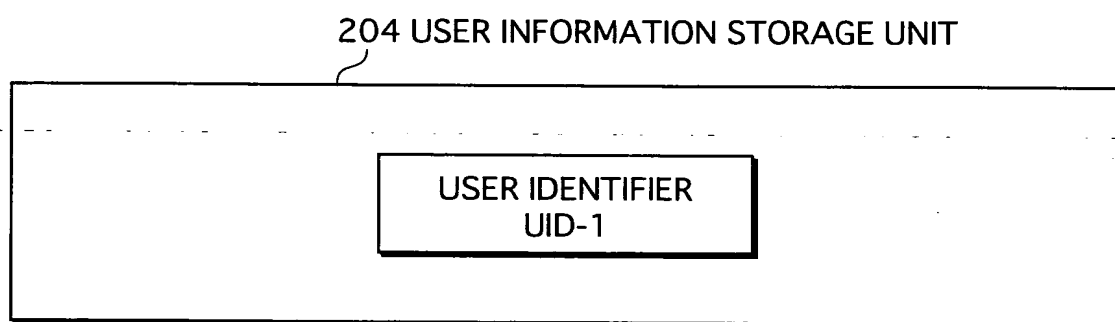 204 USER INFORMATION STORAGE UNIT
USER IDENTIFIER
UID-1